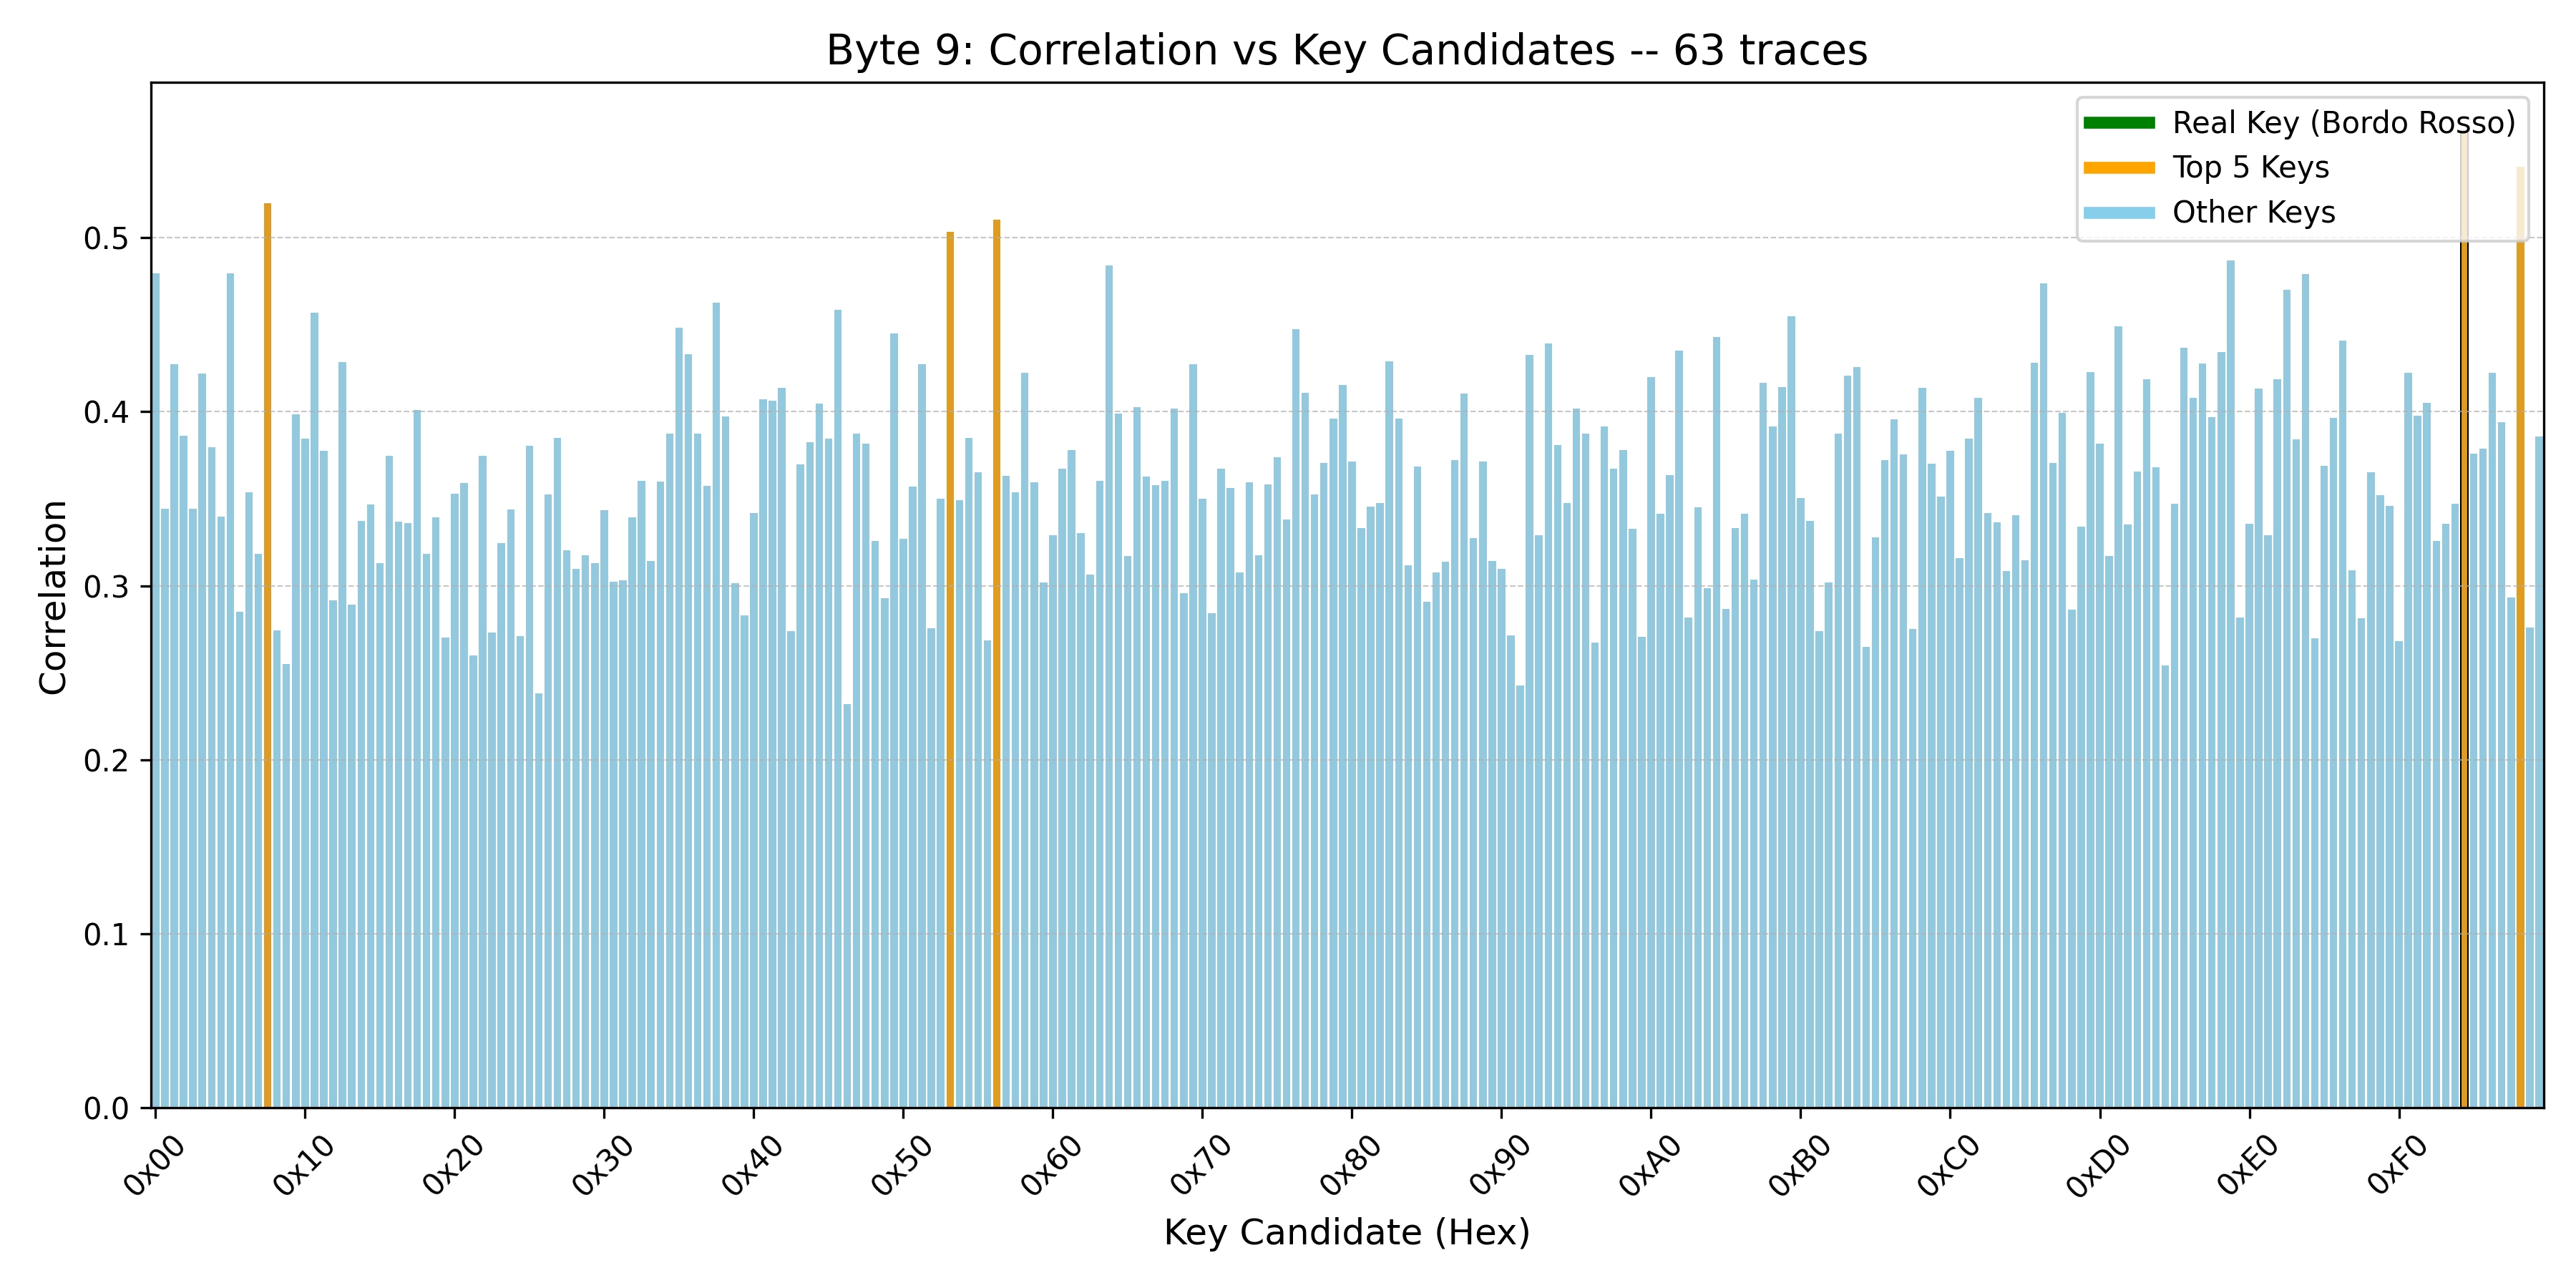 Byte 9: Correlation vs Key Candidates -- 63 traces
Real Key (Bordo Rosso)
Top 5 Keys
Other Keys
Correlation
0.5
0.4
0.3
0.2
0.1
0.0
0x00 0x10 0x20 0x30 0x40 0x50 0x60 0x70 0x80 0x90 0xA0 0xB0 0xC0 0xD0 0xE0 0xF0
Key Candidate (Hex)